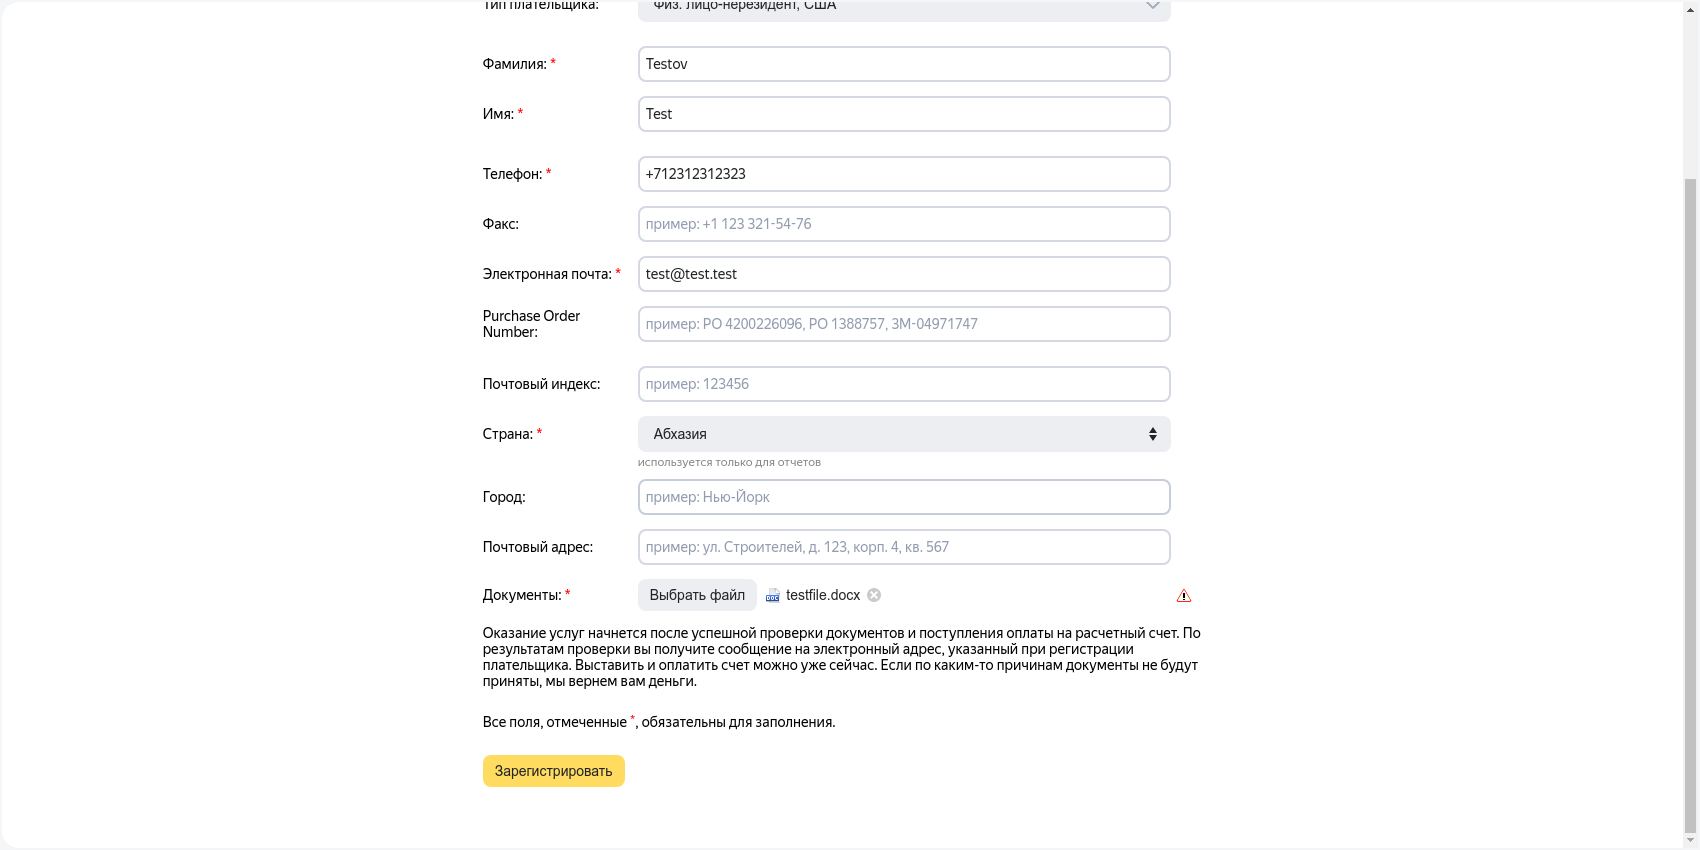 Тип плательщика: Физ. лицо-нерезидент, США
Фамилия: * Testov
Имя: * Test
Телефон: * +712312312323
Факс: пример: +1 123 321-54-76
Электронная почта: * test@test.test
Purchase Order
Number: пример: PO 4200226096, PO 1388757, 3M-04971747
Почтовый индекс: пример: 123456
Страна: * Абхазия
используется только для отчетов
Город: пример: Нью-Йорк
Почтовый адрес: пример: ул. Строителей, д. 123, корп. 4, кв. 567
Документы: * Выбрать файл DOC testfile.docx
Оказание услуг начнется после успешной проверки документов и поступления оплаты на расчетный счет. По
результатам проверки вы получите сообщение на электронный адрес, указанный при регистрации
плательщика. Выставить и оплатить счет можно уже сейчас. Если по каким-то причинам документы не будут
приняты, мы вернем вам деньги.
Все поля, отмеченные *, обязательны для заполнения.
Зарегистрировать